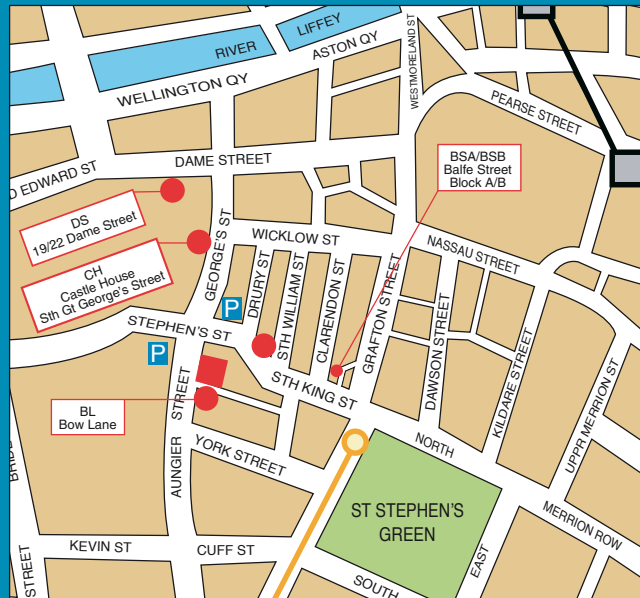 RIVER
LIFFEY
ASTON QY
WESTMORELAND ST
WELLINGTON QY
PEARSE STREET
DAME STREET
D EDWARD ST
BSA/BSB
Balfe Street
Block A/B
DS
19/22 Dame Street
CH
Castle House
Sth Gt George's Street
GEORGE'S ST
WICKLOW ST
NASSAU STREET
DRURY ST
STH WILLIAM ST
CLARENDON ST
GRAFTON STREET
DAWSON STREET
KILDARE STREET
UPPR MERRION ST
P
STEPHEN'S ST
P
STH KING ST
BL
Bow Lane
AUNGIER STREET
YORK STREET
NORTH
MERRION ROW
BRIDE
STREET
ST STEPHEN'S
GREEN
KEVIN ST
CUFF ST
EAST
SOUTH